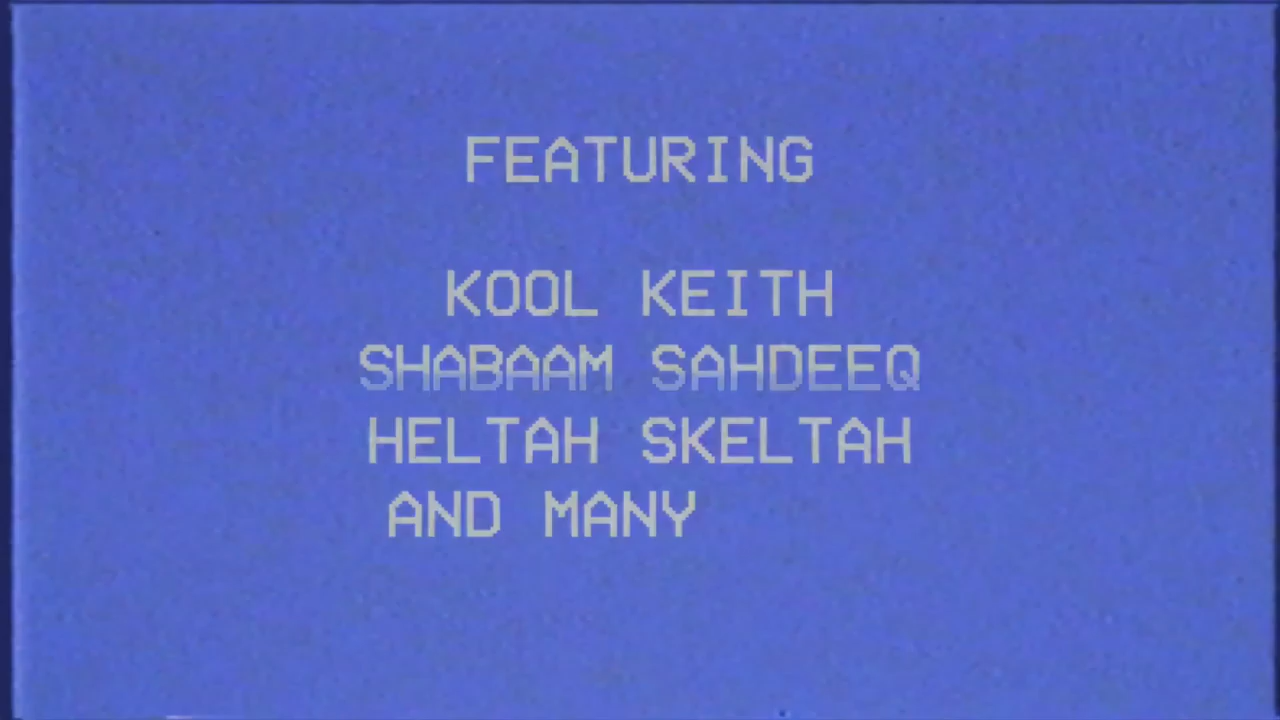 FEATURING
KOOL KEITH
SHABAAM SAHDEEQ
HELTAH SKELTAH
AND MANY